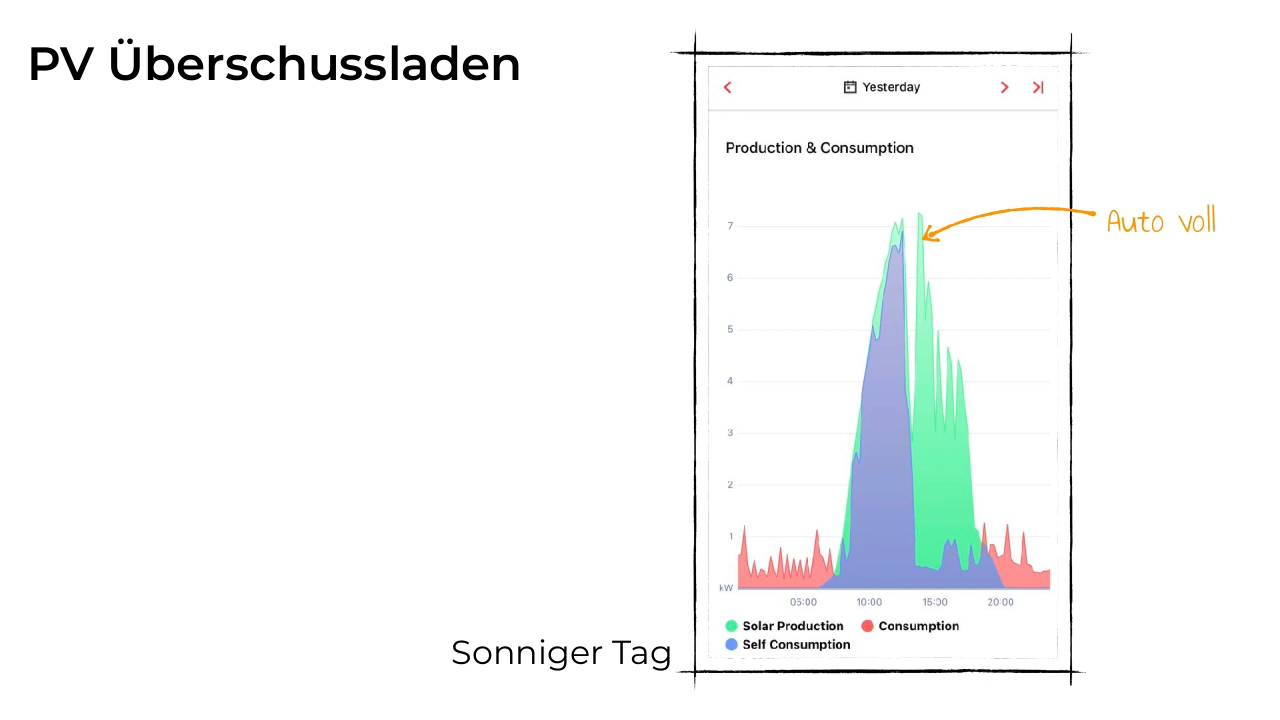 PV Überschussladen
Yesterday
Production & Consumption
Auto voll
7
6
5
4
3
2
1
kW
05:00 10:00 15:00 20:00
Solar Production Consumption
Self Consumption
Sonniger Tag